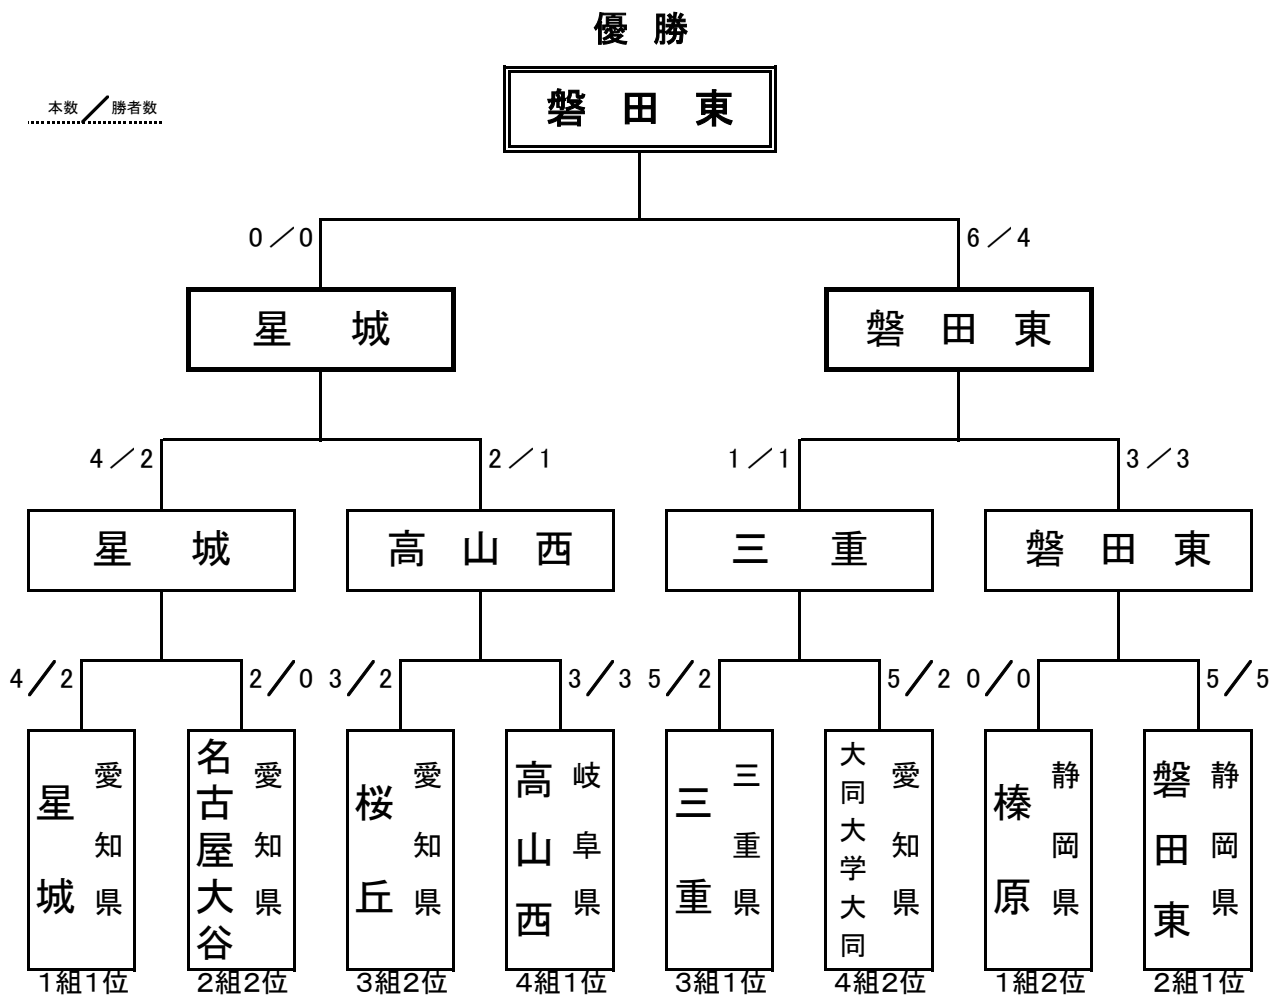 優 勝
磐 田 東
本数／勝者数
0／0
6／4
星 城
磐 田 東
4／2
2／1
1／1
3／3
星 城
高 山 西
三 重
磐 田 東
4／2
2／0
3／2
3／3
5／2
5／2
0／0
5／5
星城
愛知県
名古屋大谷
愛知県
桜丘
愛知県
高山西
岐阜県
三重
三重県
大同大学大同
愛知県
榛原
静岡県
磐田東
静岡県
1組1位
2組2位
3組2位
4組1位
3組1位
4組2位
1組2位
2組1位